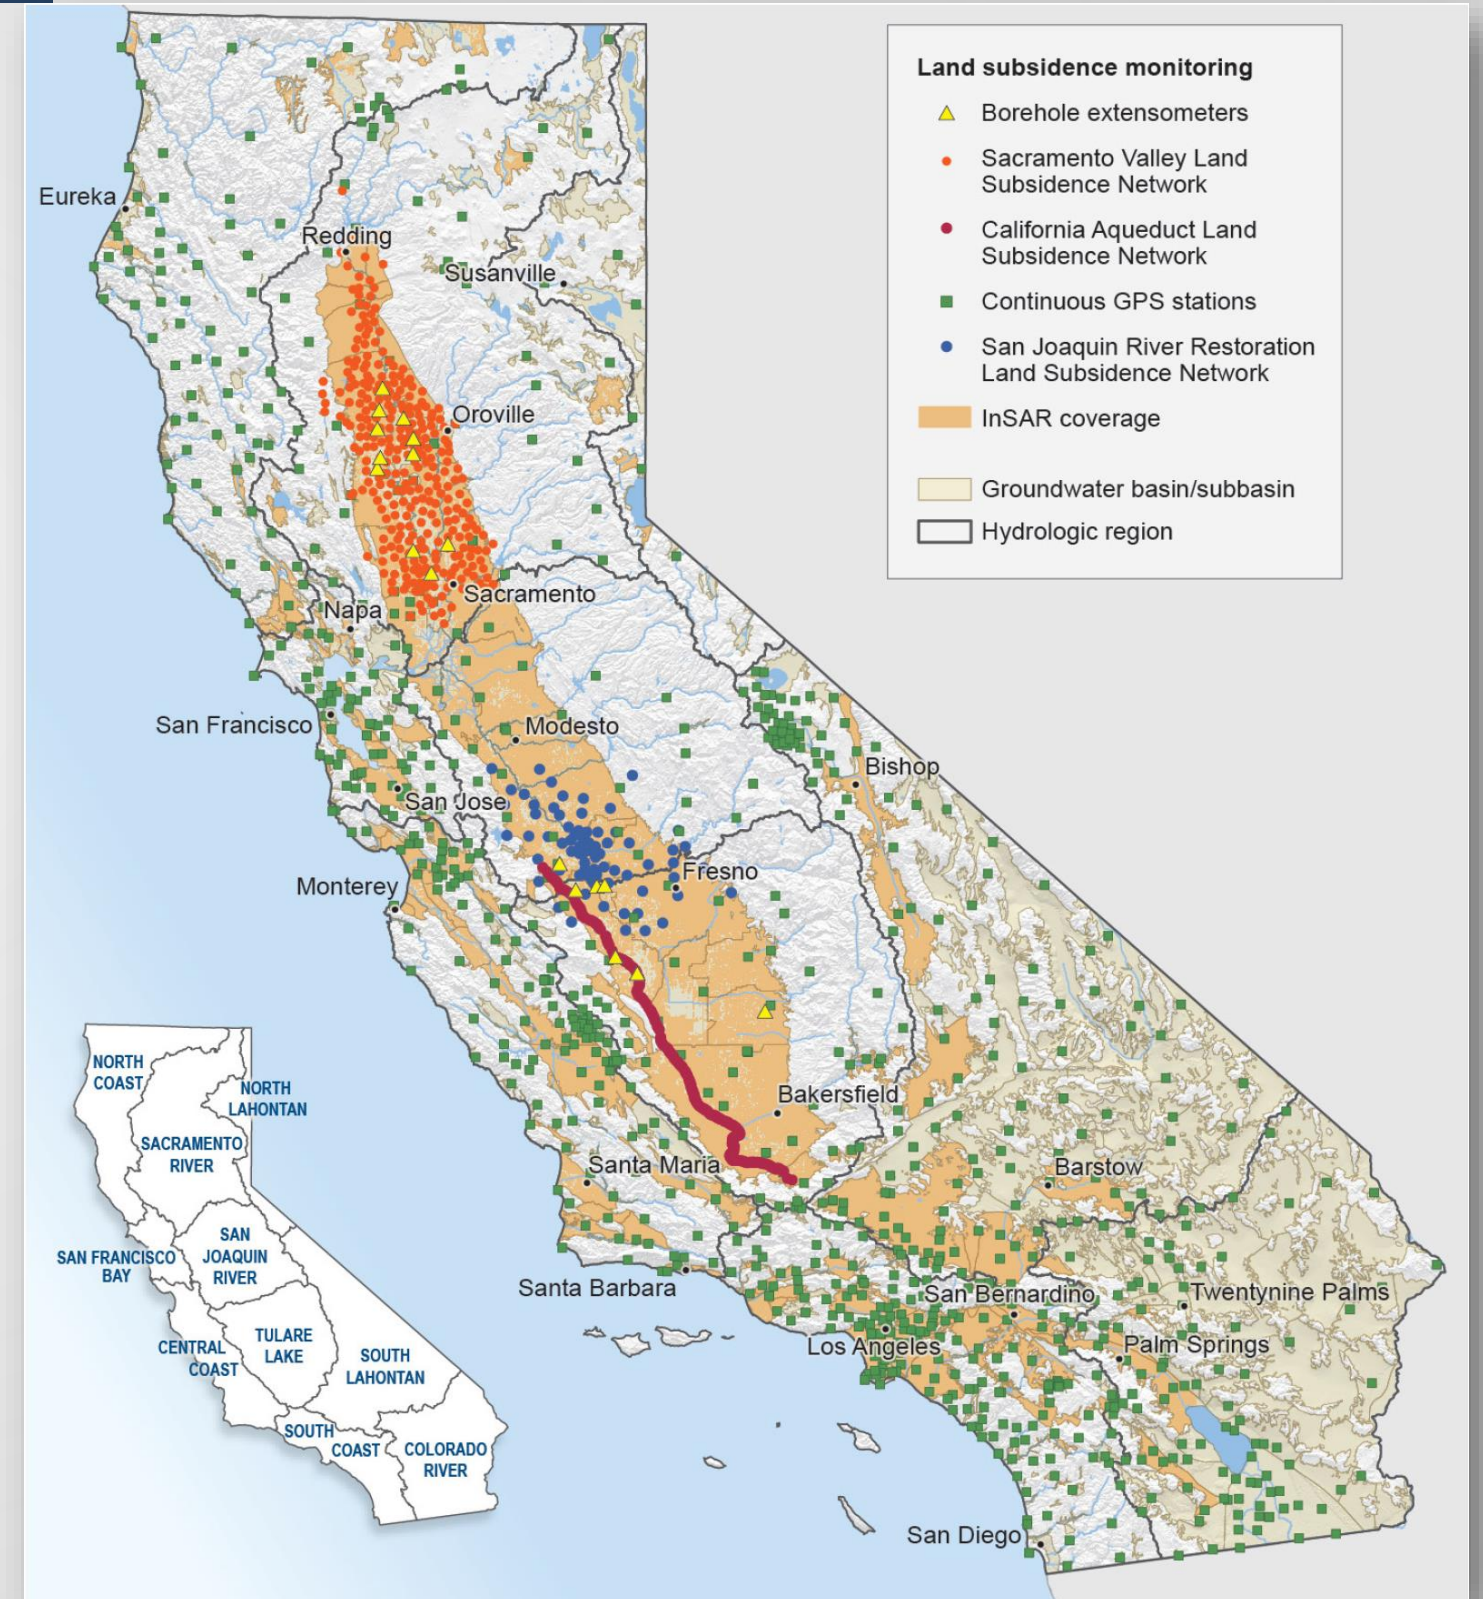 Land subsidence monitoring
Borehole extensometers
Sacramento Valley Land
Subsidence Network
California Aqueduct Land
Subsidence Network
Continuous GPS stations
San Joaquin River Restoration
Land Subsidence Network
InSAR coverage
Groundwater basin/subbasin
Hydrologic region
Eureka
Redding
Susanville
Oroville
Sacramento
Napa
San Francisco
Modesto
Bishop
San Jose
Fresno
Monterey
Bakersfield
Santa Maria
Barstow
Santa Barbara
San Bernardino
Twentynine Palms
Los Angeles
Palm Springs
San Diego
NORTH
COAST
NORTH
LAHONTAN
SACRAMENTO
RIVER
SAN
JOAQUIN
RIVER
SAN FRANCISCO
BAY
TULARE
LAKE
CENTRAL
COAST
SOUTH
LAHONTAN
SOUTH
COAST
COLORADO
RIVER